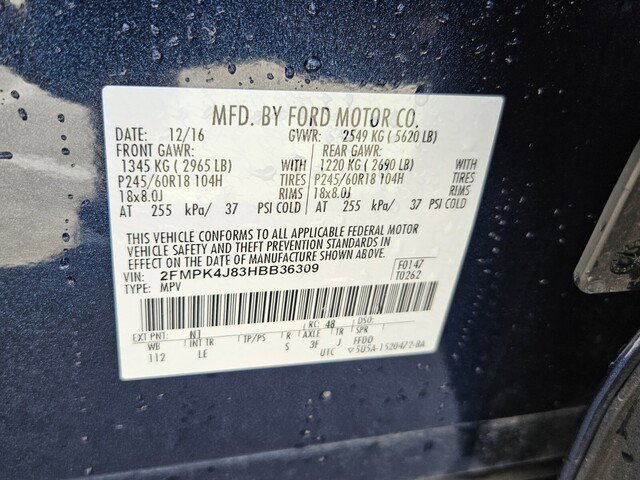 MFD. BY FORD MOTOR CO.
DATE: 12/16 GVWR: 2549 KG ( 5620 LB)
FRONT GAWR: REAR GAWR:
1345 KG ( 2965 LB) WITH 1220 KG ( 2690 LB) WITH
P245/60R18 104H TIRES P245/60R18 104H TIRES
18x8.0J RIMS 18x8.0J RIMS
AT 255 kPa/ 37 PSI COLD AT 255 kPa/ 37 PSI COLD
THIS VEHICLE CONFORMS TO ALL APPLICABLE FEDERAL MOTOR
VEHICLE SAFETY AND THEFT PREVENTION STANDARDS IN
EFFECT ON THE DATE OF MANUFACTURE SHOWN ABOVE.
VIN: 2FMPK4J83HBB36309 F0147
TYPE: MPV T0262
EXT PNT: N1 RC: 48 DSO:
WB INT TR TP/PS R AXLE TR SPR
112 LE S 3F J FFDD
UTC 5U5A-1520472-BA